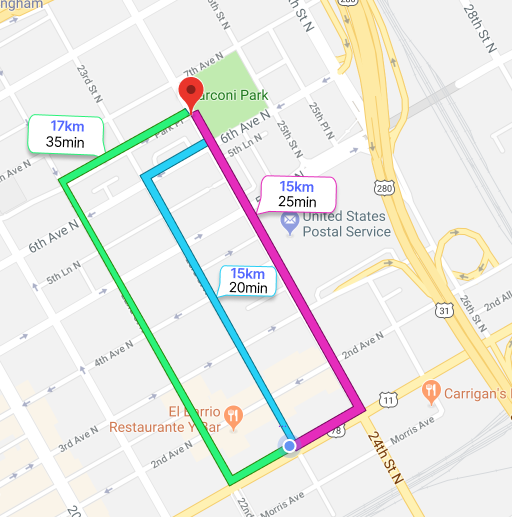 ngham
280
28th St N
7th Ave N
23rd St N
arconi Park
25th Pl N
17km
35min
Park Pl
6th Ave N
5th Ln N
25th St N
15km
25min
280
United States
Postal Service
6th Ave N
5th Ln N
15km
20min
26th St N
2nd All
31
4th Ave N
2nd Ave N
11
Carrigan's
El Barrio
Restaurante Y Bar
78
Morris Ave
3rd Ave N
24th St N
2nd Ave N
22nd
Morris Ave
20